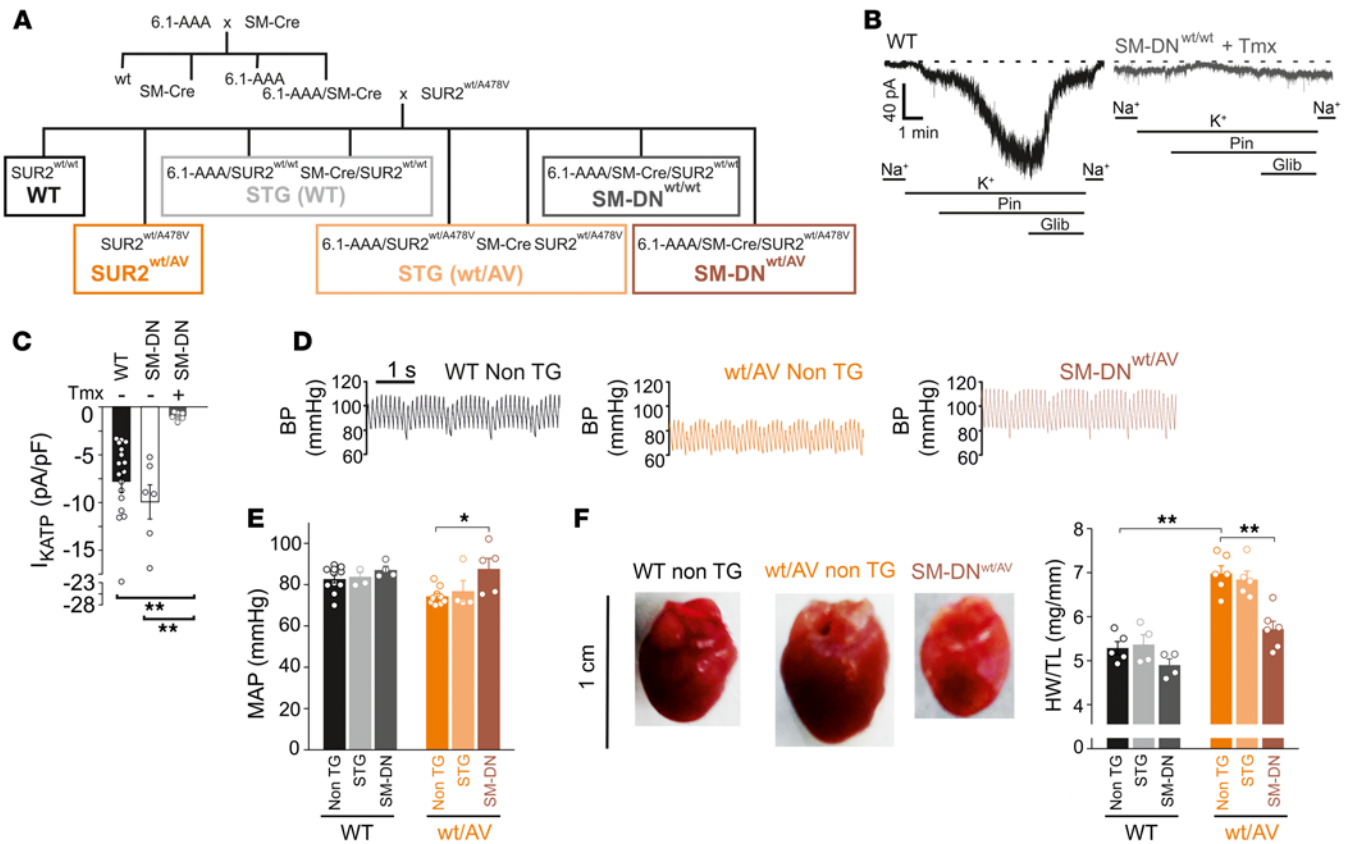 A
6.1-AAA x SM-Cre
wt
SM-Cre
6.1-AAA
6.1-AAA/SM-Cre x SUR2wt/A478V
SUR2wt/wt
WT
6.1-AAA/SUR2wt/wt SM-Cre/SUR2wt/wt
STG (WT)
6.1-AAA/SM-Cre/SUR2wt/wt
SM-DNwt/wt
SUR2wt/A478V
SUR2wt/AV
6.1-AAA/SUR2wt/A478V SM-Cre SUR2wt/A478V
STG (wt/AV)
6.1-AAA/SM-Cre/SUR2wt/A478V
SM-DNwt/AV
B
WT
SM-DNwt/wt + Tmx
40 pA
1 min
Na+ Na+
K+
Pin
Glib
Na+ Na+
K+
Pin
Glib
C
WT
SM-DN
SM-DN
Tmx - - +
IKATP (pA/pF)
0
-5
-10
-15
-23
-28
**
**
D
1 s
WT Non TG
BP (mmHg)
120
100
80
60
wt/AV Non TG
BP (mmHg)
120
100
80
60
SM-DNwt/AV
BP (mmHg)
120
100
80
60
E
MAP (mmHg)
100
80
60
40
20
0
*
Non TG
STG
SM-DN
Non TG
STG
SM-DN
WT
wt/AV
F
WT non TG
wt/AV non TG
SM-DNwt/AV
1 cm
HW/TL (mg/mm)
8
7
6
5
4
0
**
**
Non TG
STG
SM-DN
Non TG
STG
SM-DN
WT
wt/AV